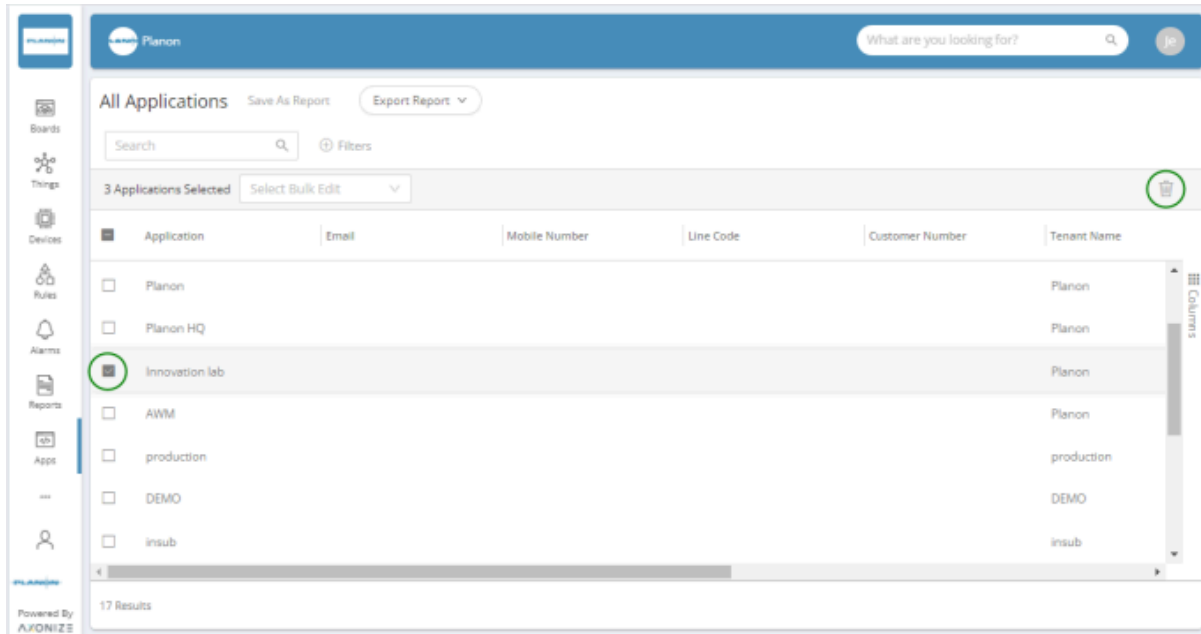 PLANON
Planon
What are you looking for?
Je
All Applications
Save As Report
Export Report
Search
Filters
3 Applications Selected
Select Bulk Edit
Application
Email
Mobile Number
Line Code
Customer Number
Tenant Name
Planon
Planon
Planon HQ
Planon
Innovation lab
Planon
AWM
Planon
production
production
DEMO
DEMO
insub
insub
Columns
17 Results
Boards
Things
Devices
Rules
Alarms
Reports
Apps
...
PLANON
Powered By
AXONIZE